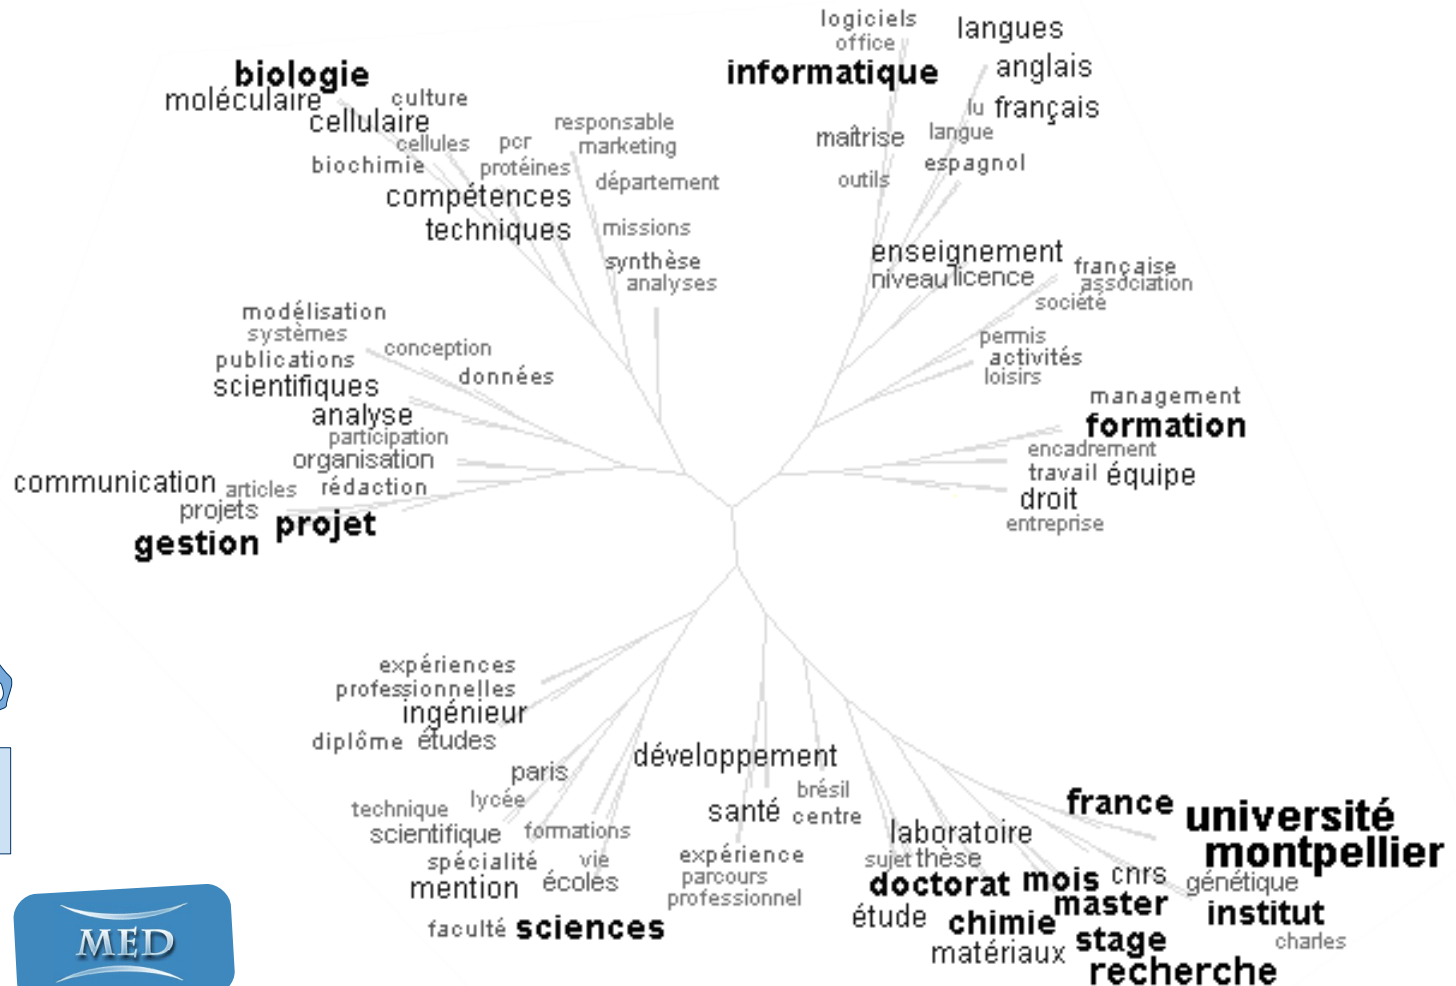 logiciels
office
informatique
langues
anglais
lu français
maîtrise
langue
outils
espagnol
enseignement
niveau licence
française
association
société
permis
activités
loisirs
management
formation
encadrement
travail équipe
droit
entreprise
biologie
moléculaire
culture
cellulaire
cellules
biochimie
pcr
protéines
compétences
techniques
responsable
marketing
département
missions
synthèse
analyses
modélisation
systèmes
publications
conception
scientifiques
données
analyse
participation
organisation
communication articles rédaction
projets
gestion projet
expériences
professionnelles
ingénieur
diplôme études
paris
technique lycée
scientifique formations
spécialité vie
mention écoles
faculté sciences
développement
santé
brésil
centre
expérience
parcours
professionnel
laboratoire
sujet thèse
doctorat mois cnrs
étude chimie master
matériaux stage
recherche
france université
montpellier
génétique
institut
charles
MED